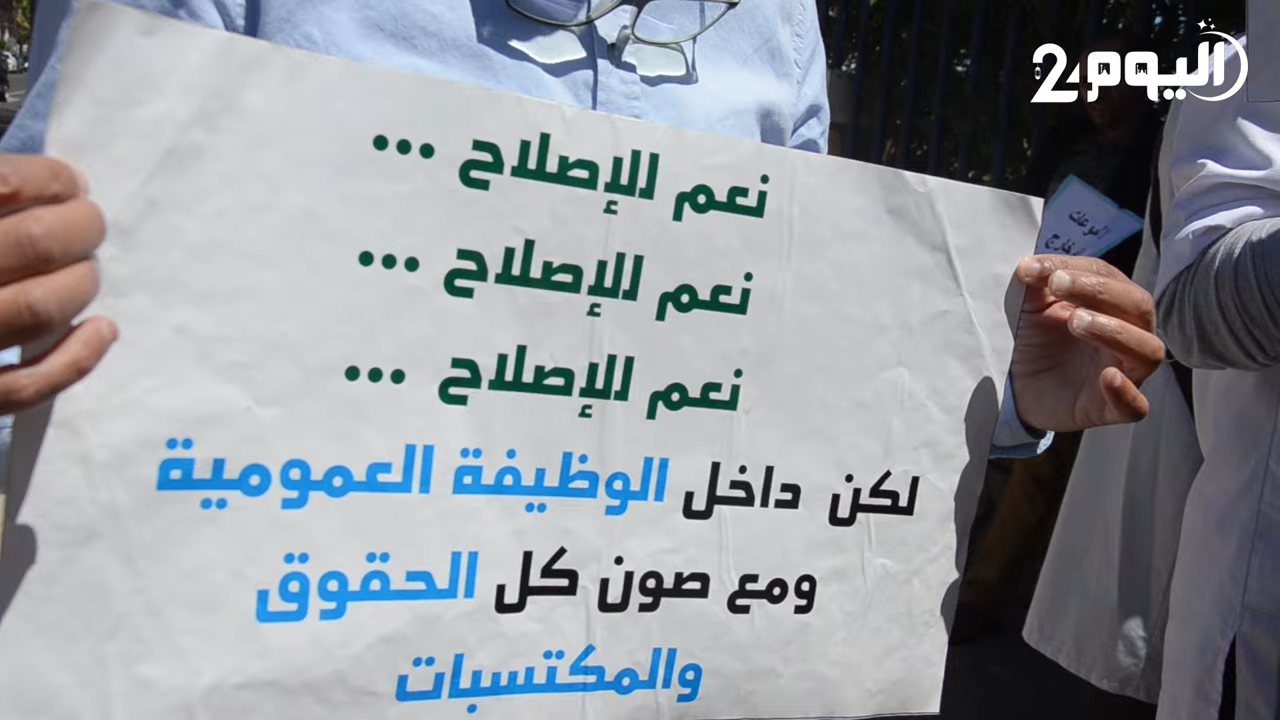 اليوم 24
نعم للإصلاح ...
نعم للإصلاح ...
نعم للإصلاح ...
لكن داخل الوظيفة العمومية
ومع صون كل الحقوق
والمكتسبات